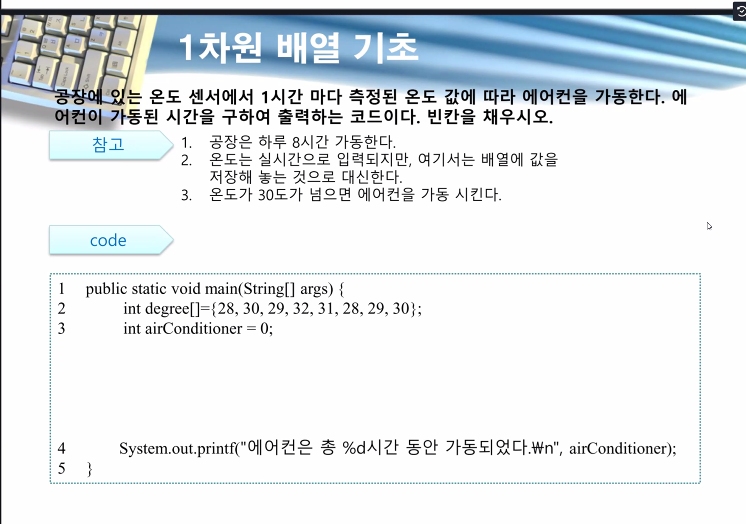 1차원 배열 기초
공장에 있는 온도 센서에서 1시간 마다 측정된 온도 값에 따라 에어컨을 가동한다. 에
어컨이 가동된 시간을 구하여 출력하는 코드이다. 빈칸을 채우시오.
참고
1. 공장은 하루 8시간 가동한다.
2. 온도는 실시간으로 입력되지만, 여기서는 배열에 값을
저장해 놓는 것으로 대신한다.
3. 온도가 30도가 넘으면 에어컨을 가동 시킨다.
code
1 public static void main(String[] args) {
2 int degree[]={28, 30, 29, 32, 31, 28, 29, 30};
3 int airConditioner = 0;
4 System.out.printf("에어컨은 총 %d시간 동안 가동되었다.₩n", airConditioner);
5 }